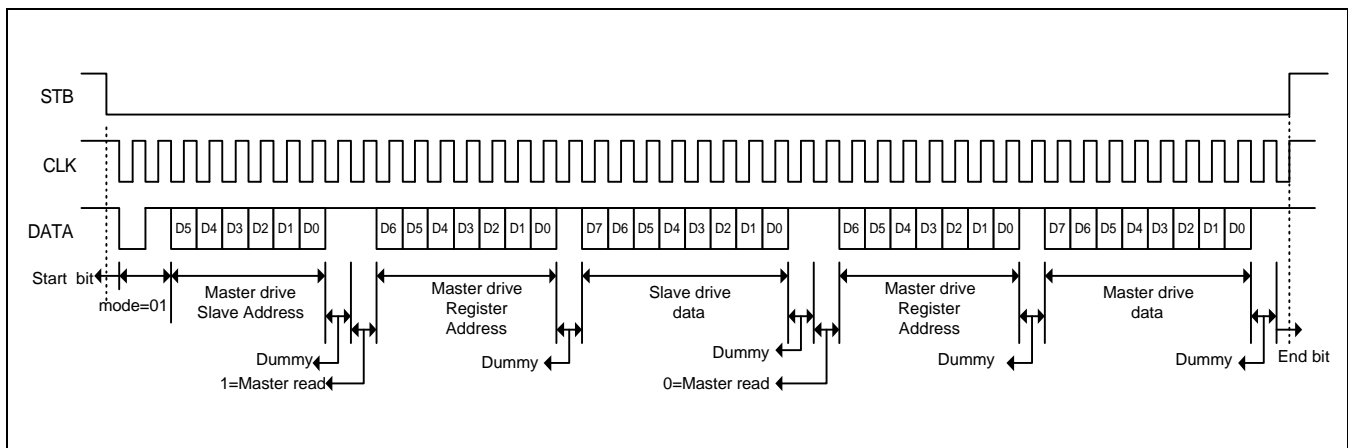 STB
CLK
DATA
D5 D4 D3 D2 D1 D0 D6 D5 D4 D3 D2 D1 D0 D7 D6 D5 D4 D3 D2 D1 D0 D6 D5 D4 D3 D2 D1 D0 D7 D6 D5 D4 D3 D2 D1 D0
Start bit
mode=01
Master drive
Slave Address
Dummy
1=Master read
Master drive
Register
Address
Dummy
Slave drive
data
Dummy
0=Master read
Master drive
Register
Address
Dummy
Master drive
data
Dummy
End bit